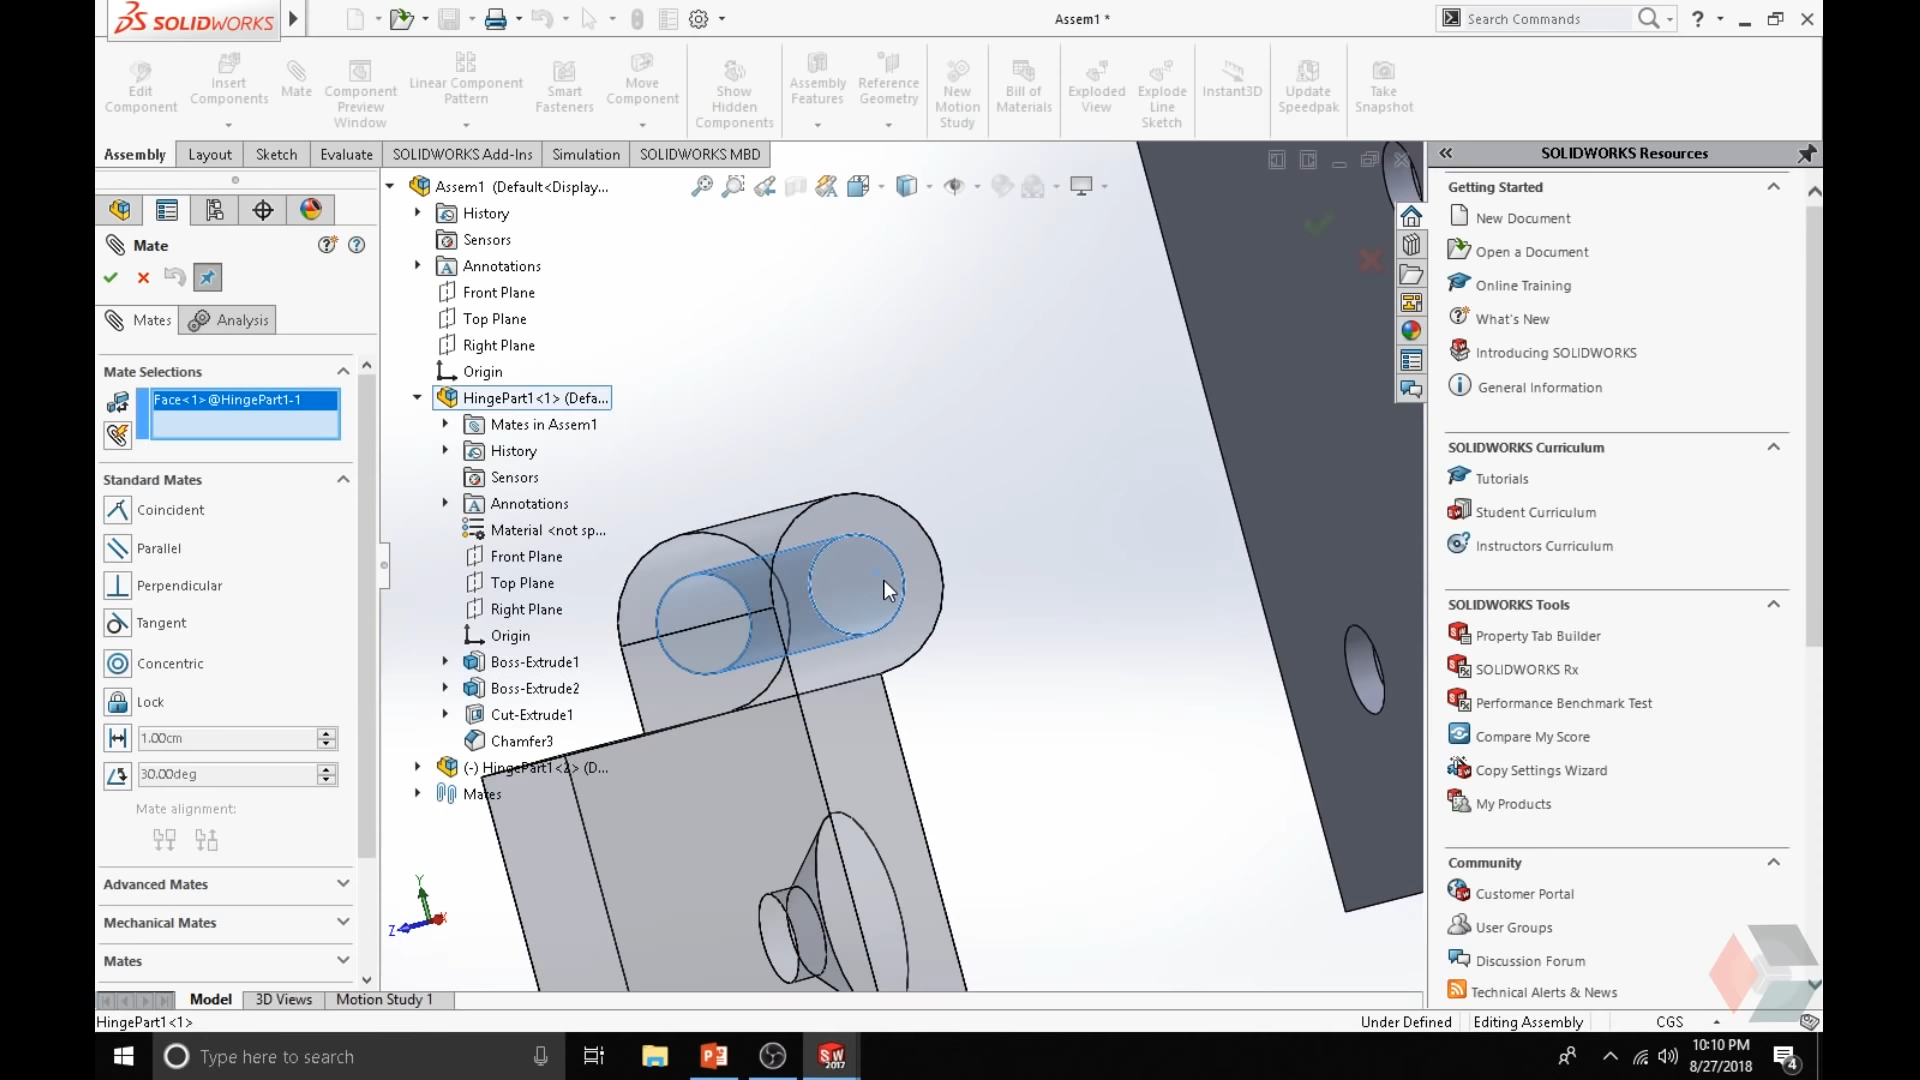 SOLIDWORKS
Assem1 *
Search Commands
?
Edit Component
Insert Components
Mate
Component Preview Window
Linear Component Pattern
Smart Fasteners
Move Component
Show Hidden Components
Assembly Features
Reference Geometry
New Motion Study
Bill of Materials
Exploded View
Explode Line Sketch
Instant3D
Update Speedpak
Take Snapshot
Assembly
Layout
Sketch
Evaluate
SOLIDWORKS Add-Ins
Simulation
SOLIDWORKS MBD
Mate
Mates
Analysis
Mate Selections
Face<1>@HingePart1-1
Standard Mates
Coincident
Parallel
Perpendicular
Tangent
Concentric
Lock
1.00cm
30.00deg
Mate alignment:
Advanced Mates
Mechanical Mates
Mates
Assem1 (Default<Display...
History
Sensors
Annotations
Front Plane
Top Plane
Right Plane
Origin
HingePart1<1> (Defa...
Mates in Assem1
History
Sensors
Annotations
Material <not sp...
Front Plane
Top Plane
Right Plane
Origin
Boss-Extrude1
Boss-Extrude2
Cut-Extrude1
Chamfer3
(-) HingePart1<2> (D...
Mates
Y
Z
X
SOLIDWORKS Resources
Getting Started
New Document
Open a Document
Online Training
What's New
Introducing SOLIDWORKS
General Information
SOLIDWORKS Curriculum
Tutorials
Student Curriculum
Instructors Curriculum
SOLIDWORKS Tools
Property Tab Builder
SOLIDWORKS Rx
Performance Benchmark Test
Compare My Score
Copy Settings Wizard
My Products
Community
Customer Portal
User Groups
Discussion Forum
Technical Alerts & News
Model
3D Views
Motion Study 1
HingePart1<1>
Under Defined
Editing Assembly
CGS
Type here to search
SW 2017
10:10 PM
8/27/2018
4